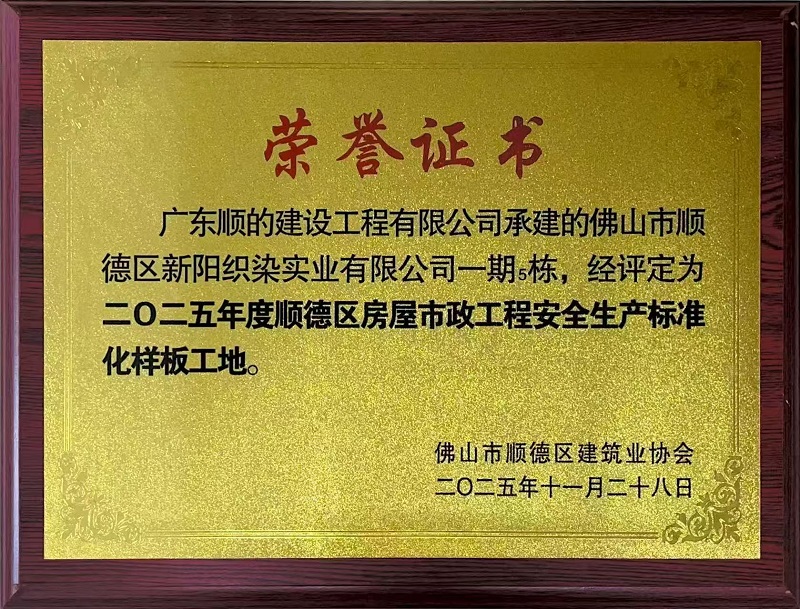 荣誉证书
广东顺的建设工程有限公司承建的佛山市顺
德区新阳织染实业有限公司一期5栋，经评定为
二〇二五年度顺德区房屋市政工程安全生产标准
化样板工地。
佛山市顺德区建筑业协会
二〇二五年十一月二十八日